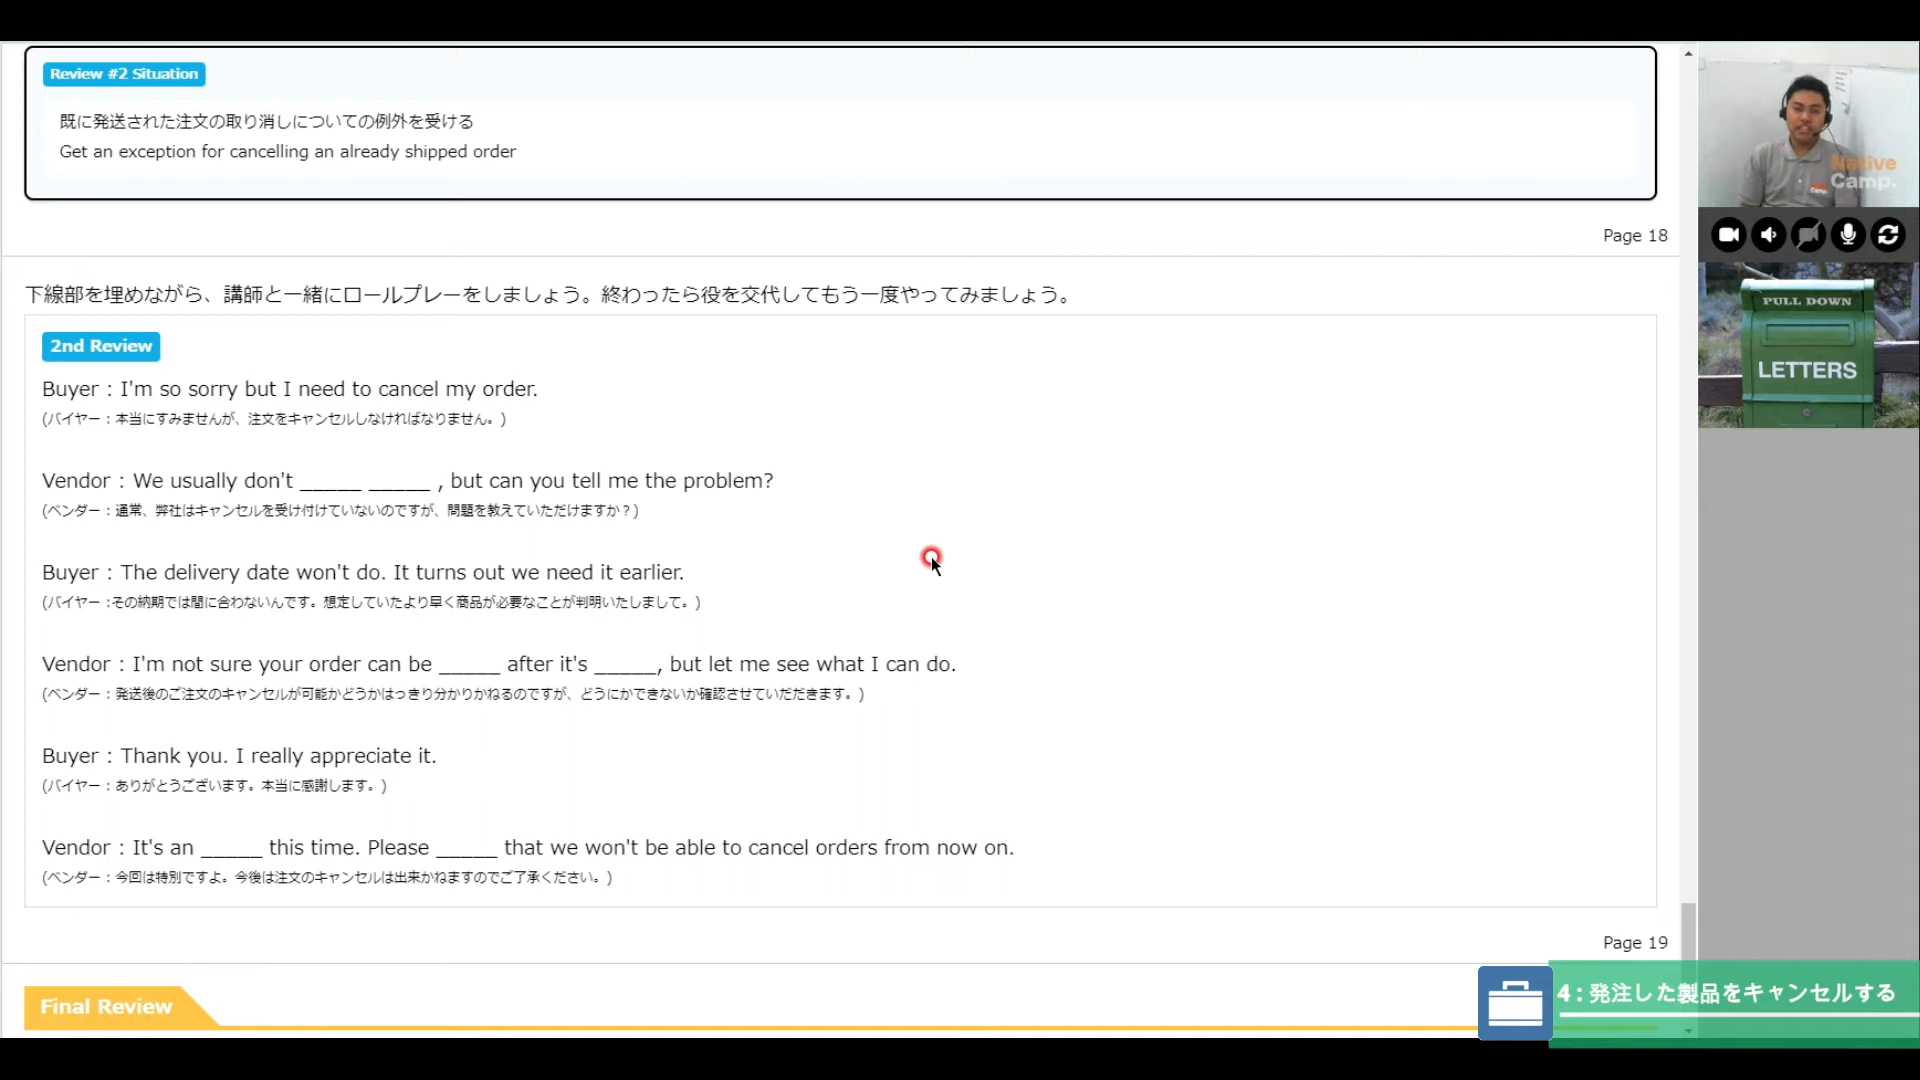 Review #2 Situation
既に発送された注文の取り消しについての例外を受ける
Get an exception for cancelling an already shipped order
Page 18
下線部を埋めながら、講師と一緒にロールプレーをしましょう。終わったら役を交代してもう一度やってみましょう。
2nd Review
Buyer : I'm so sorry but I need to cancel my order.
(バイヤー：本当にすみませんが、注文をキャンセルしなければなりません。)
Vendor : We usually don't _____ _____ , but can you tell me the problem?
(ベンダー：通常、弊社はキャンセルを受け付けていないのですが、問題を教えていただけますか？)
Buyer : The delivery date won't do. It turns out we need it earlier.
(バイヤー：その納期では間に合わないんです。想定していたより早く商品が必要なことが判明いたしまして。)
Vendor : I'm not sure your order can be _____ after it's _____, but let me see what I can do.
(ベンダー：発送後のご注文のキャンセルが可能かどうかはっきり分かりかねるのですが、どうにかできないか確認させていだだきます。)
Buyer : Thank you. I really appreciate it.
(バイヤー：ありがとうございます。本当に感謝します。)
Vendor : It's an _____ this time. Please _____ that we won't be able to cancel orders from now on.
(ベンダー：今回は特別ですよ。今後は注文のキャンセルは出来かねますのでご了承ください。)
Page 19
Final Review
Native
Camp.
PULL DOWN
LETTERS
4：発注した製品をキャンセルする